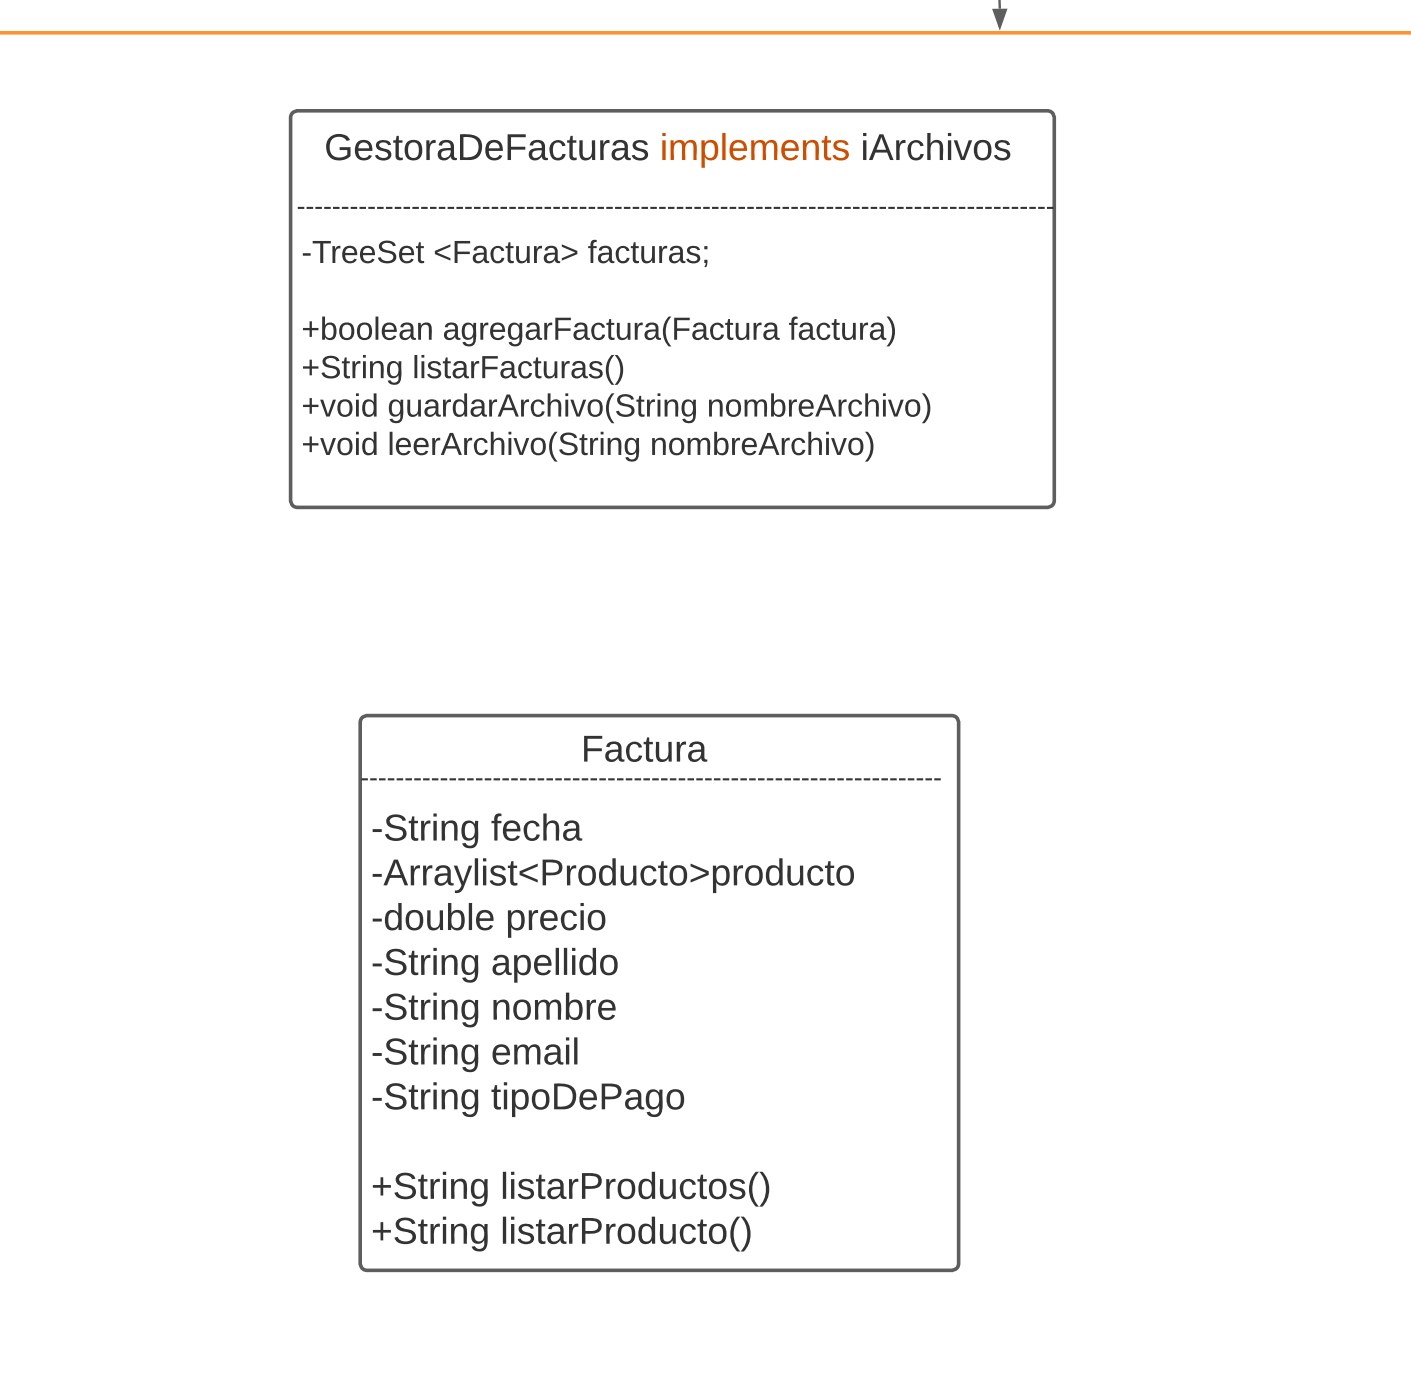 GestoraDeFacturas implements iArchivos
-TreeSet <Factura> facturas;
+boolean agregarFactura(Factura factura)
+String listarFacturas()
+void guardarArchivo(String nombreArchivo)
+void leerArchivo(String nombreArchivo)
Factura
-String fecha
-Arraylist<Producto>producto
-double precio
-String apellido
-String nombre
-String email
-String tipoDePago
+String listarProductos()
+String listarProducto()